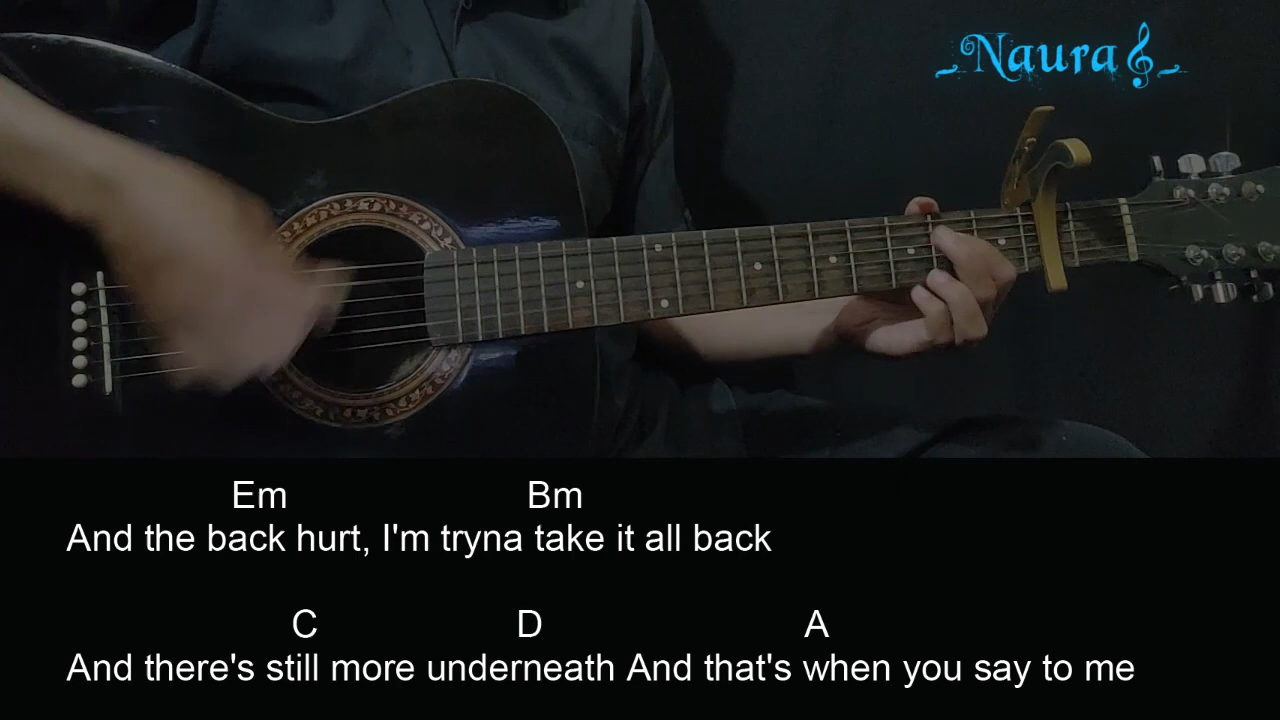 Naura
Em Bm
And the back hurt, I'm tryna take it all back
C D A
And there's still more underneath And that's when you say to me